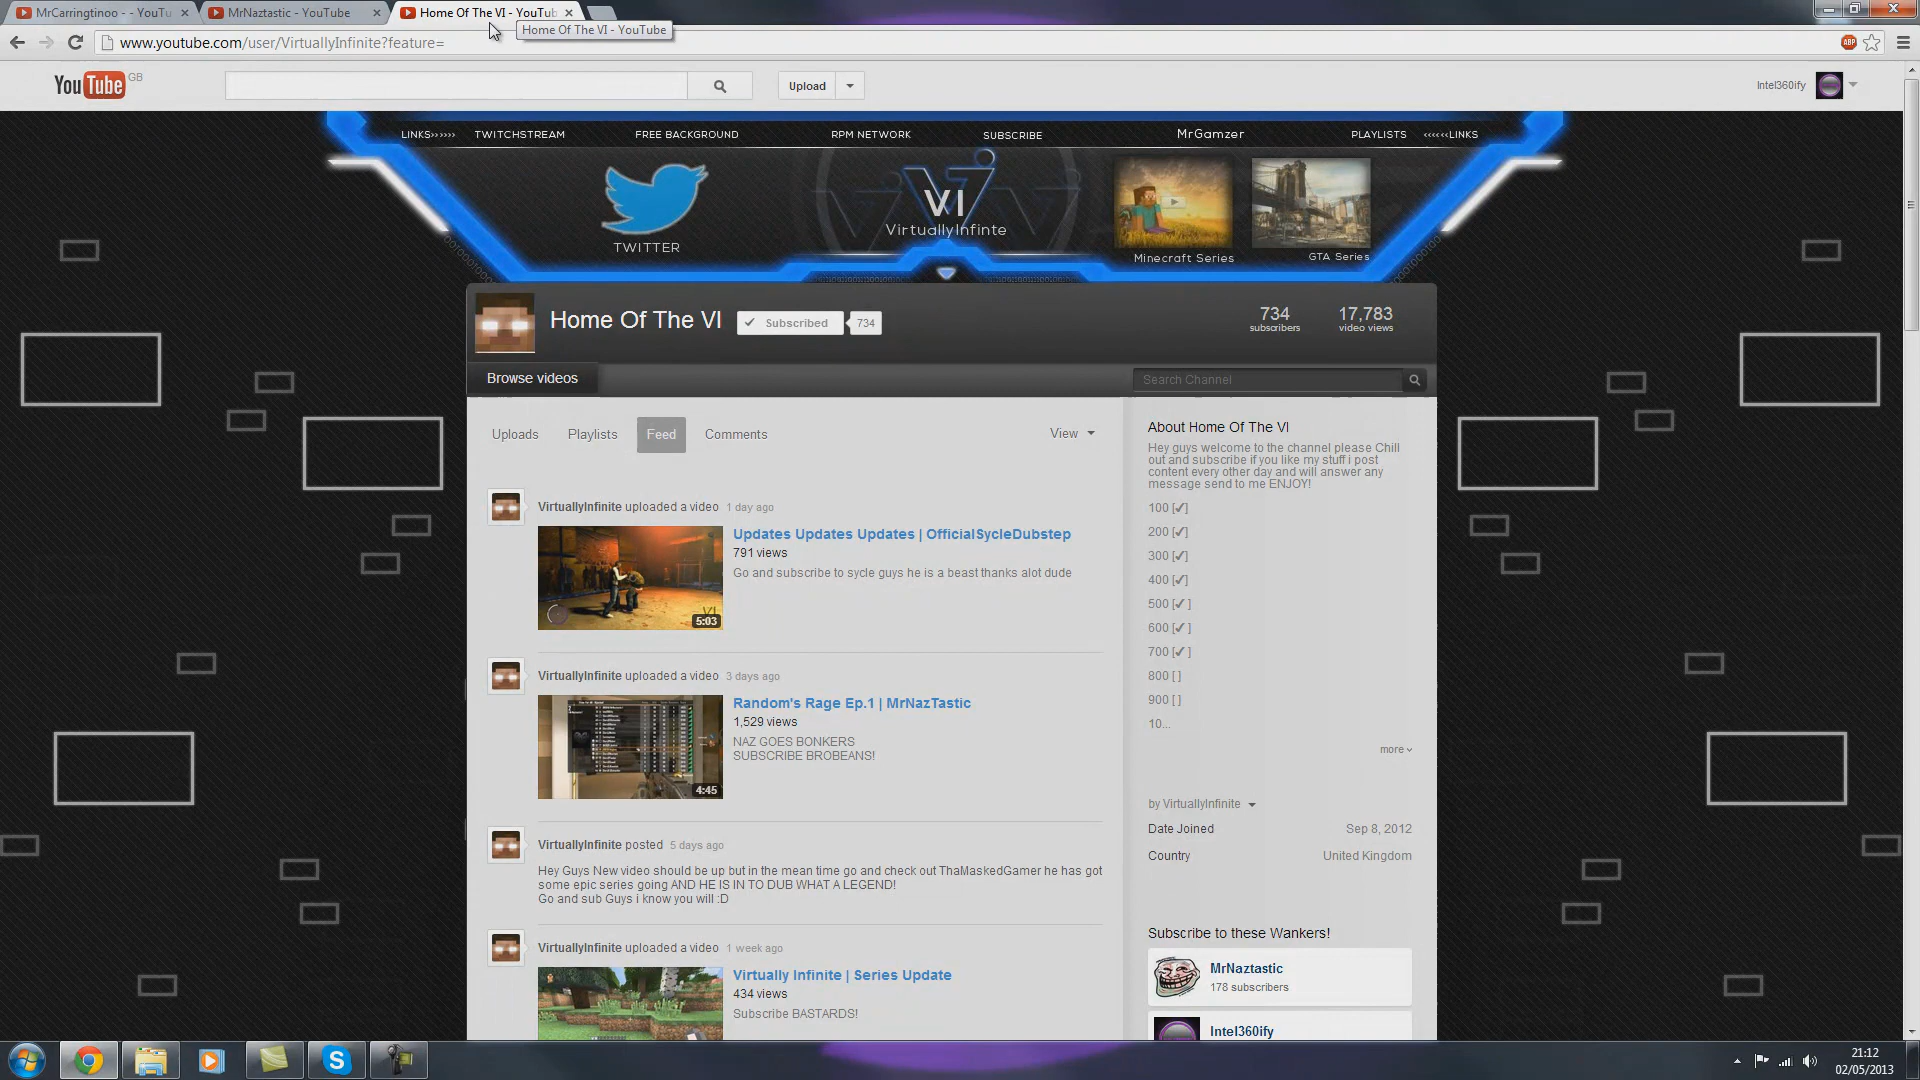 MrCarringtinoo - - YouTu
MrNaztastic - YouTube
Home Of The VI - YouTub
Home Of The VI - YouTube
www.youtube.com/user/VirtuallyInfinite?feature=
ABP
YouTube GB
Upload
Intel360ify
LINKS>>>>>> TWITCHSTREAM FREE BACKGROUND RPM NETWORK SUBSCRIBE MrGamzer PLAYLISTS <<<<<<LINKS
VI
VirtuallyInfinte
TWITTER
Minecraft Series
GTA Series
Home Of The VI
Subscribed
734
734
subscribers
17,783
video views
Browse videos
Search Channel
Uploads
Playlists
Feed
Comments
View
VirtuallyInfinite uploaded a video 1 day ago
Updates Updates Updates | OfficialSycleDubstep
791 views
Go and subscribe to sycle guys he is a beast thanks alot dude
VI
5:03
VirtuallyInfinite uploaded a video 3 days ago
Random's Rage Ep.1 | MrNazTastic
1,529 views
NAZ GOES BONKERS
SUBSCRIBE BROBEANS!
4:45
VirtuallyInfinite posted 5 days ago
Hey Guys New video should be up but in the mean time go and check out ThaMaskedGamer he has got
some epic series going AND HE IS IN TO DUB WHAT A LEGEND!
Go and sub Guys i know you will :D
VirtuallyInfinite uploaded a video 1 week ago
Virtually Infinite | Series Update
434 views
Subscribe BASTARDS!
About Home Of The VI
Hey guys welcome to the channel please Chill
out and subscribe if you like my stuff i post
content every other day and will answer any
message send to me ENJOY!
100 [✔]
200 [✔]
300 [✔]
400 [✔]
500 [✔ ]
600 [✔ ]
700 [✔ ]
800 [ ]
900 [ ]
10...
more
by VirtuallyInfinite
Date Joined Sep 8, 2012
Country United Kingdom
Subscribe to these Wankers!
MrNaztastic
178 subscribers
Intel360ify
21:12
02/05/2013